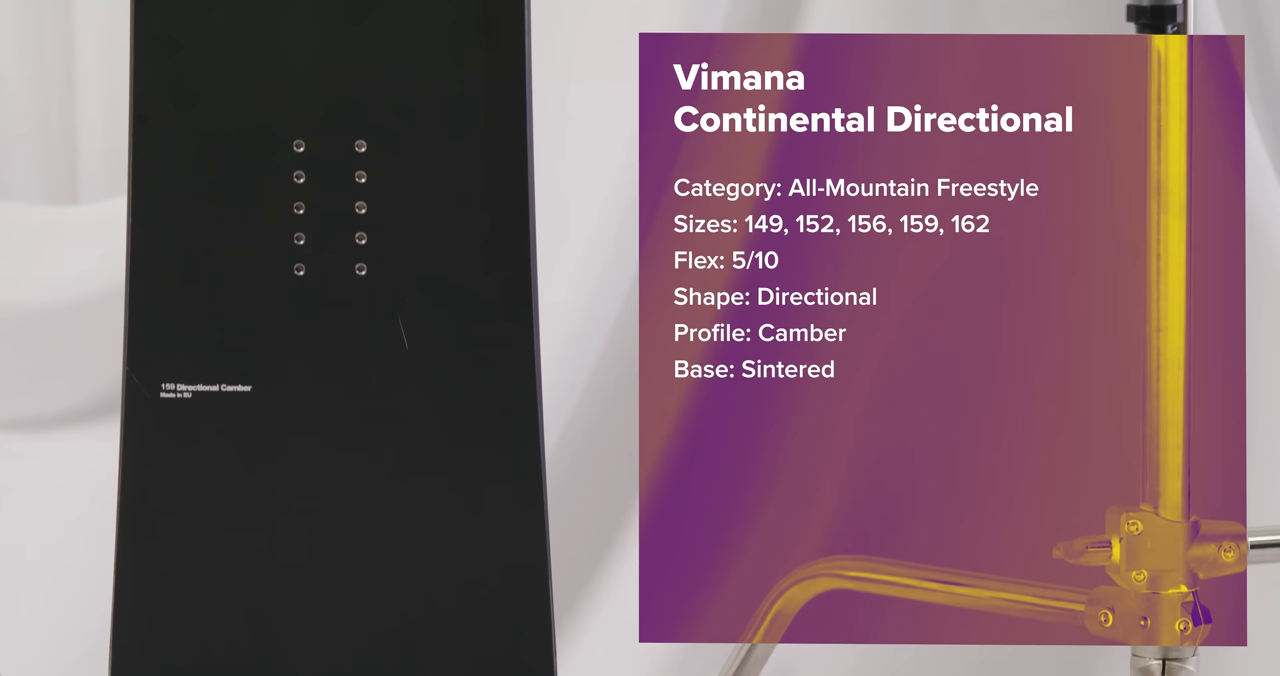 159 Directional Camber
Made in EU
Vimana
Continental Directional
Category: All-Mountain Freestyle
Sizes: 149, 152, 156, 159, 162
Flex: 5/10
Shape: Directional
Profile: Camber
Base: Sintered